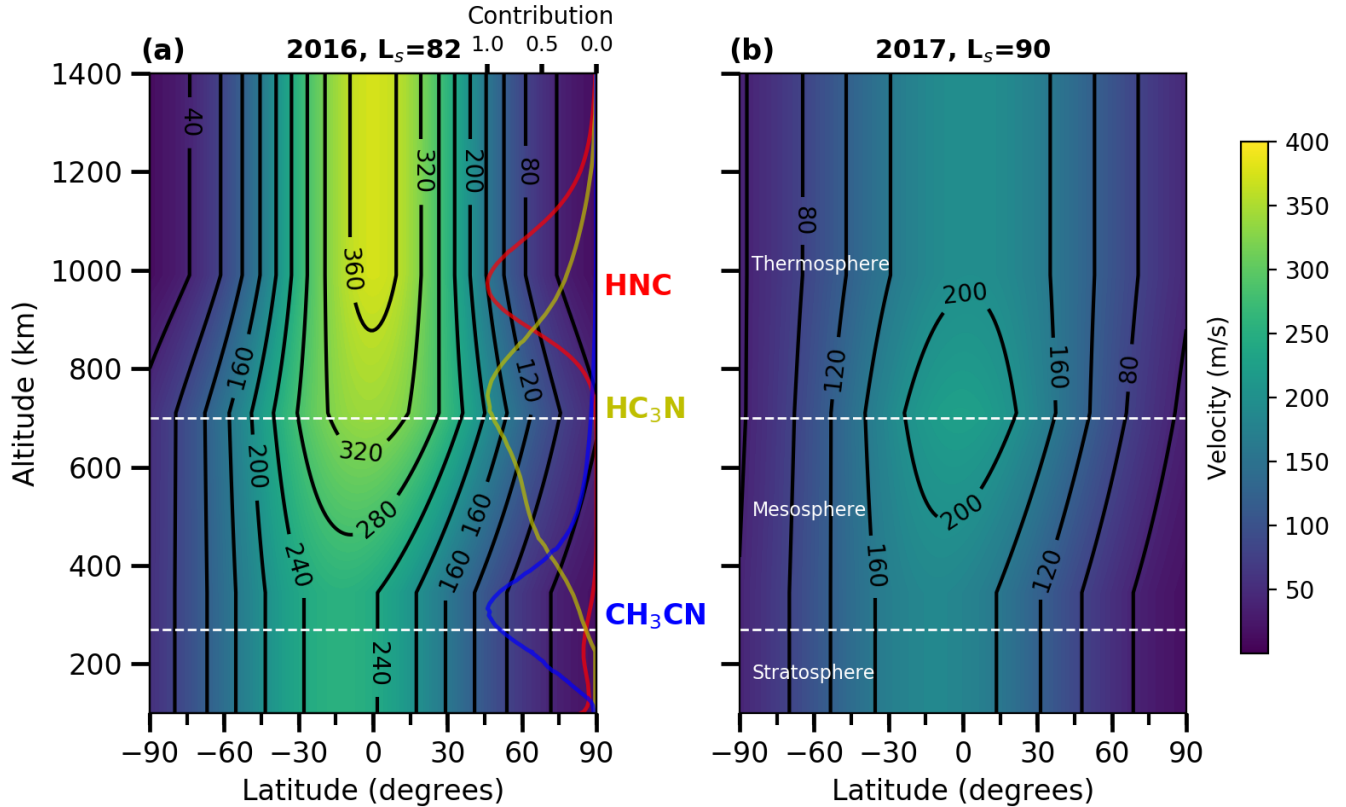 Contribution
(a) 2016, Lₛ=82 1.0 0.5 0.0
(b) 2017, Lₛ=90
Altitude (km)
1400
1200
1000
800
600
400
200
40
320
200
80
360
160
120
200
320
280
160
240
160
240
HNC
HC₃N
CH₃CN
−90 −60 −30 0 30 60 90
Latitude (degrees)
80
Thermosphere
200
120
160
80
Mesosphere
200
160
120
Stratosphere
−90 −60 −30 0 30 60 90
Latitude (degrees)
Velocity (m/s)
400
350
300
250
200
150
100
50